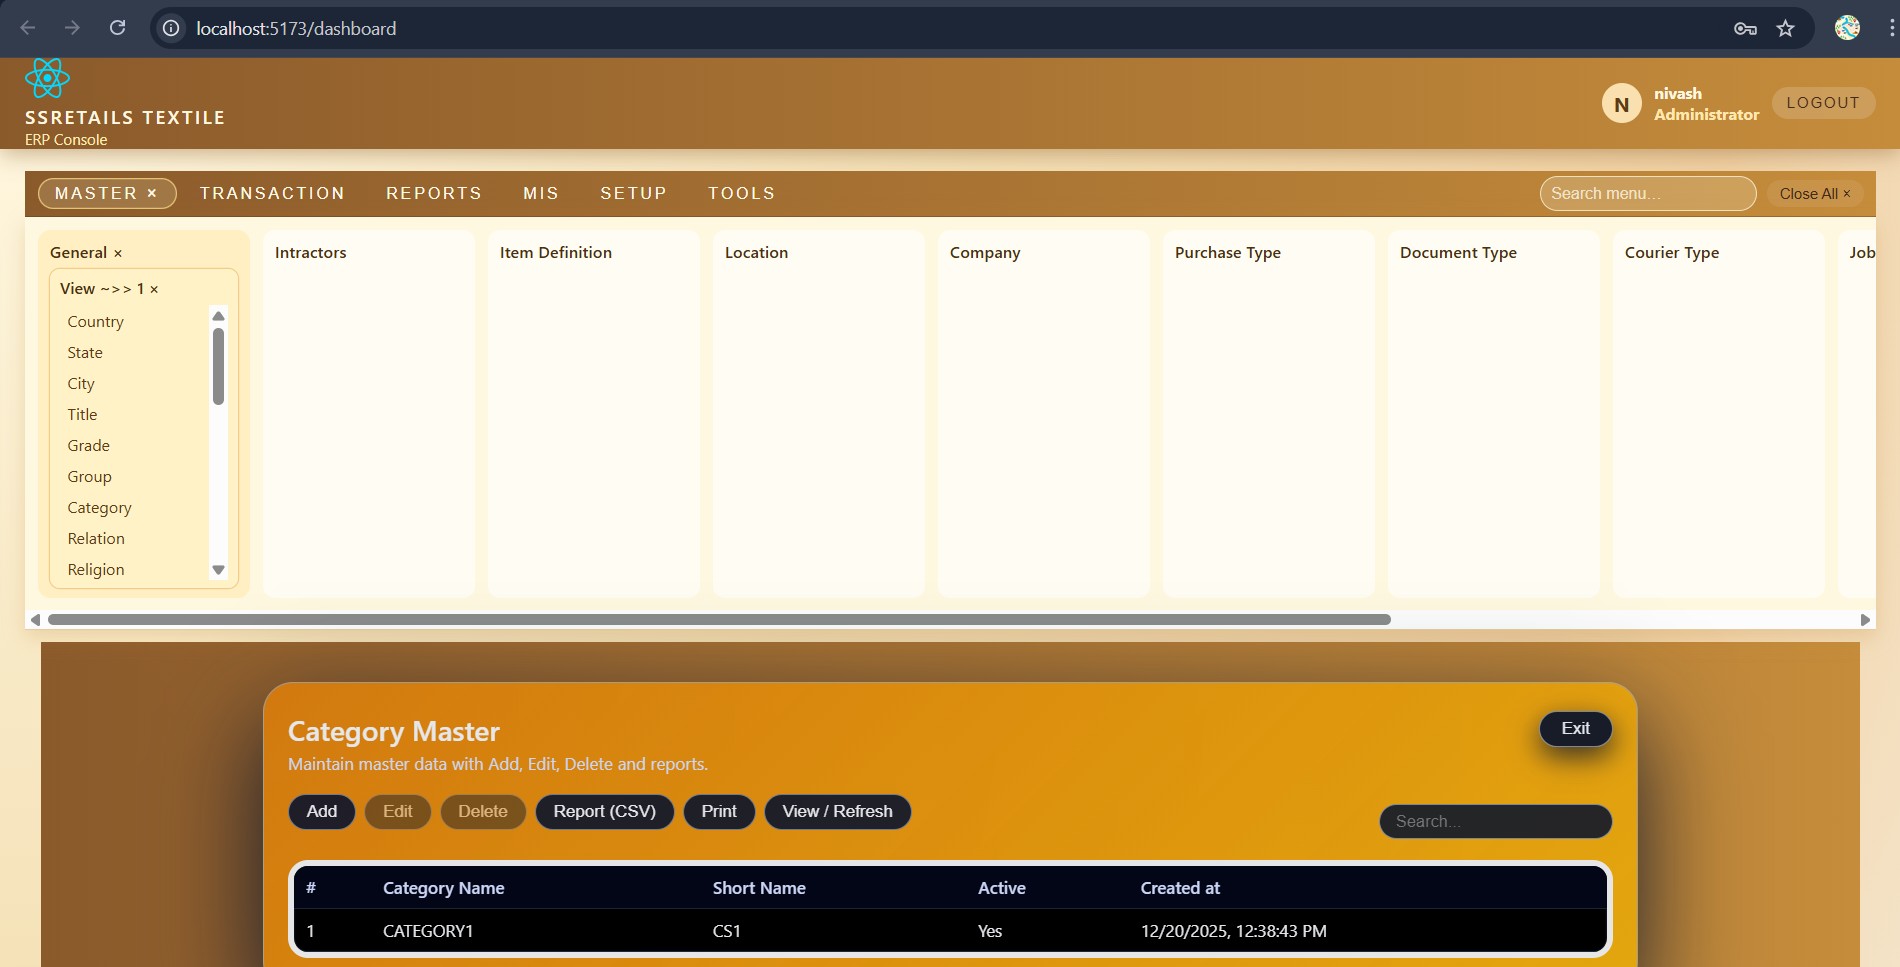 localhost:5173/dashboard
SSRETAILS TEXTILE
ERP Console
N
nivash
Administrator
LOGOUT
MASTER ×
TRANSACTION
REPORTS
MIS
SETUP
TOOLS
Search menu...
Close All ×
General ×
Intractors
Item Definition
Location
Company
Purchase Type
Document Type
Courier Type
Job
View ~>> 1 ×
Country
State
City
Title
Grade
Group
Category
Relation
Religion
Category Master
Exit
Maintain master data with Add, Edit, Delete and reports.
Add
Edit
Delete
Report (CSV)
Print
View / Refresh
Search...
# Category Name Short Name Active Created at
1 CATEGORY1 CS1 Yes 12/20/2025, 12:38:43 PM